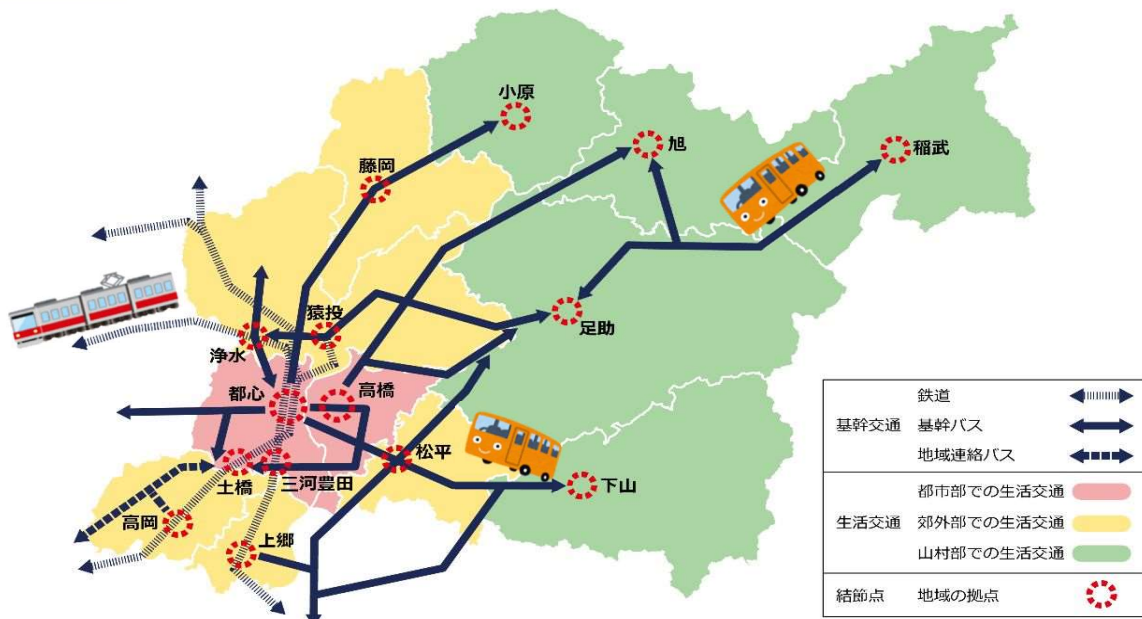 小原
旭
稲武
藤岡
猿投
足助
浄水
都心
高橋
松平
土橋
三河豊田
下山
高岡
上郷
鉄道
基幹交通 基幹バス
地域連絡バス
都市部での生活交通
生活交通 郊外部での生活交通
山村部での生活交通
結節点 地域の拠点